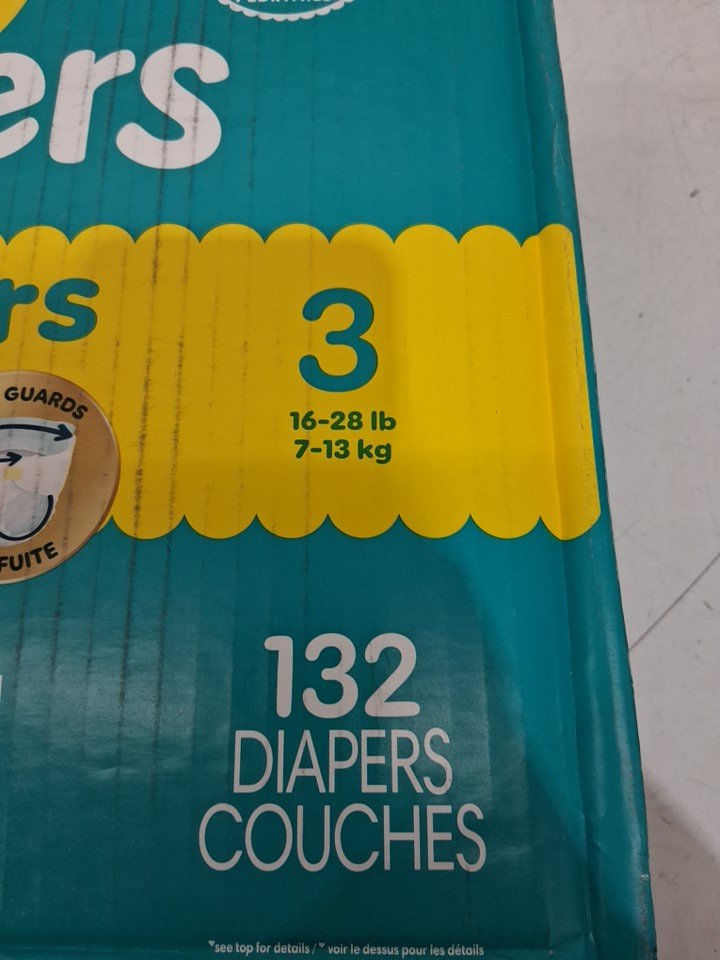 ers
rs
3
16-28 lb
7-13 kg
GUARDS
FUITE
132
DIAPERS
COUCHES
♥see top for details / ♥ voir le dessus pour les détails